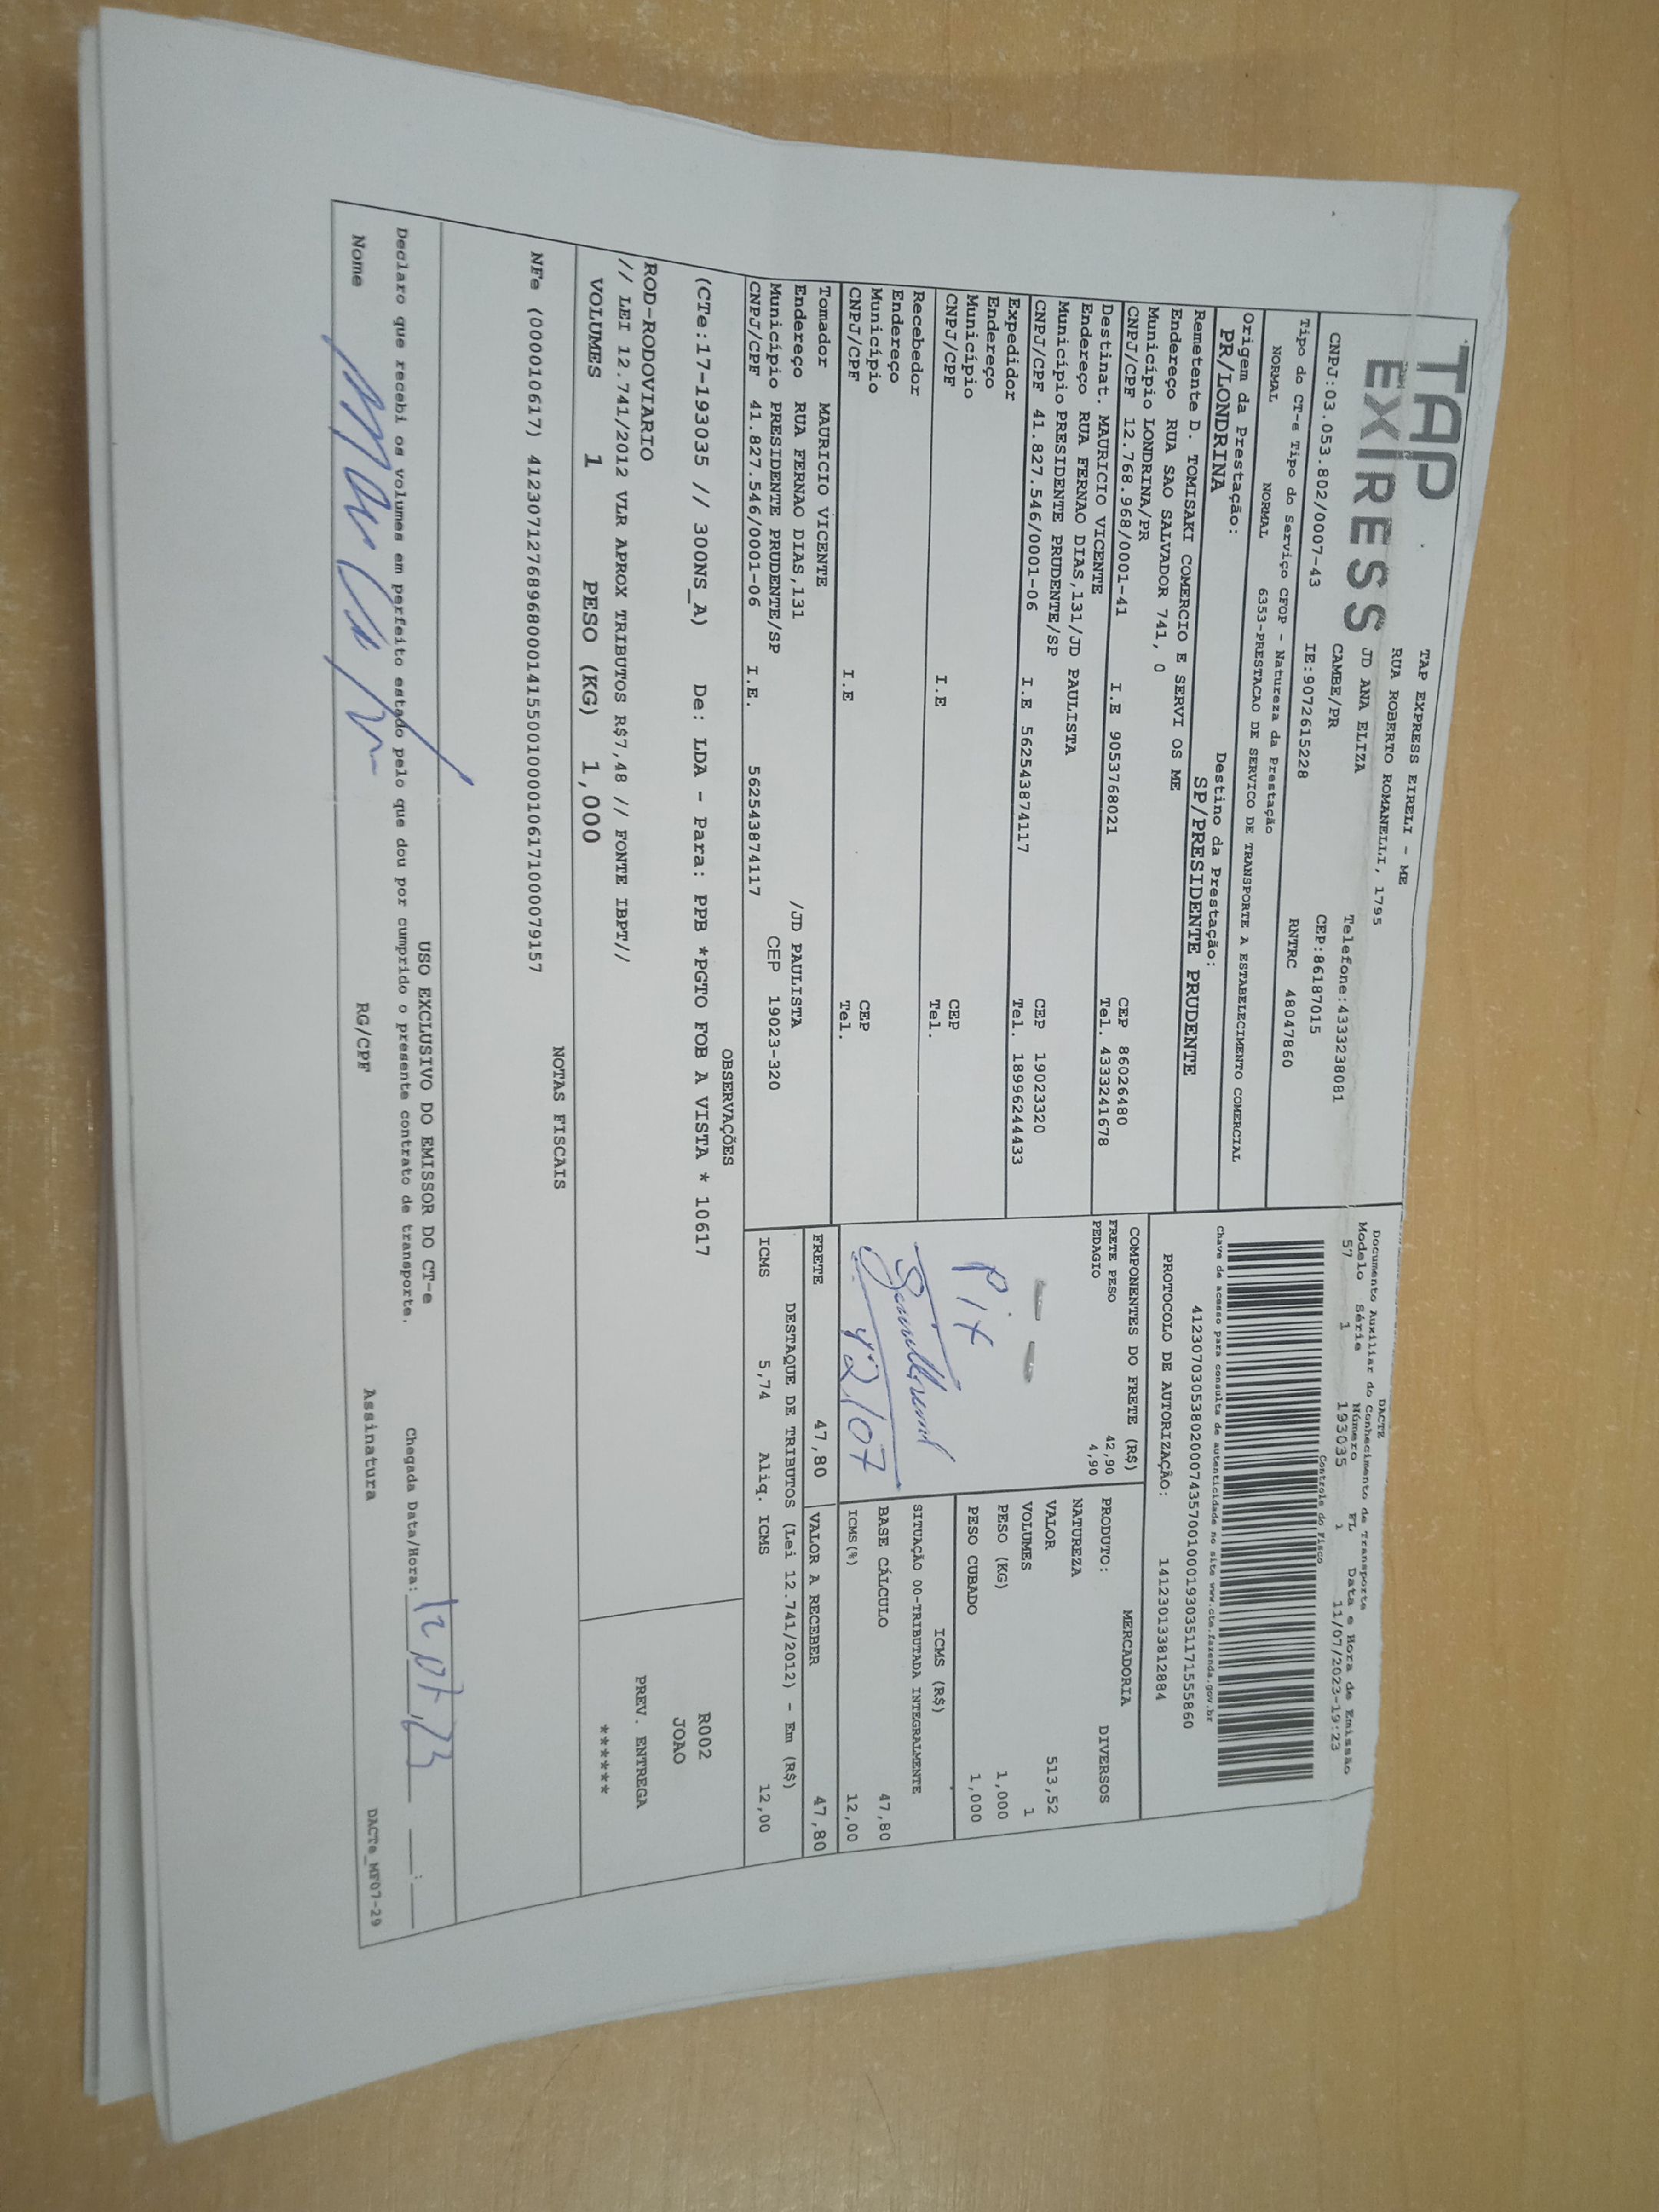 TAP EXPRESS
TAP EXPRESS EIRELI - ME
RUA ROBERTO ROMANELLI, 1795
JD ANA ELIZA
Telefone:4333238081
CAMBE/PR
CEP:86187015
CNPJ:03.053.802/0007-43
IE:9072615228
RNTRC 48047860
Tipo do CT-e Tipo do Serviço CFOP - Natureza da Prestação
NORMAL NORMAL 6353-PRESTACAO DE SERVICO DE TRANSPORTE A ESTABELECIMENTO COMERCIAL
Origem da Prestação: Destino da Prestação:
PR/LONDRINA SP/PRESIDENTE PRUDENTE
DACTE
Documento Auxiliar do Conhecimento de Transporte
Modelo Série Número FL Data e Hora de Emissão
57 1 193035 1 11/07/2023-19:23
Controle do Fisco
Chave de acesso para consulta de autenticidade no site www.cte.fazenda.gov.br
41230703053802000743570010001930351171555860
PROTOCOLO DE AUTORIZAÇÃO: 141230133812884
Remetente D. TOMISAKI COMERCIO E SERVI OS ME
Endereço RUA SAO SALVADOR 741, 0
Município LONDRINA/PR CEP 86026480
CNPJ/CPF 12.768.968/0001-41 I.E 9053768021 Tel. 4333241678
Destinat. MAURICIO VICENTE
Endereço RUA FERNAO DIAS,131/JD PAULISTA
Município PRESIDENTE PRUDENTE/SP CEP 19023320
CNPJ/CPF 41.827.546/0001-06 I.E 562543874117 Tel. 18996244433
Expedidor
Endereço
Município CEP
CNPJ/CPF I.E Tel.
Recebedor
Endereço
Município CEP
CNPJ/CPF I.E Tel.
Tomador MAURICIO VICENTE
Endereço RUA FERNAO DIAS,131 /JD PAULISTA
Município PRESIDENTE PRUDENTE/SP CEP 19023-320
CNPJ/CPF 41.827.546/0001-06 I.E. 562543874117
COMPONENTES DO FRETE (R$)
FRETE PESO 42,90
PEDAGIO 4,90
Pix
12/07
MERCADORIA
PRODUTO: DIVERSOS
NATUREZA
VALOR 513,52
VOLUMES 1
PESO (KG) 1,000
PESO CUBADO 1,000
ICMS (R$)
SITUAÇÃO 00-TRIBUTADA INTEGRALMENTE
BASE CÁLCULO 47,80
ICMS(%) 12,00
FRETE 47,80 VALOR A RECEBER 47,80
DESTAQUE DE TRIBUTOS (Lei 12.741/2012) - Em (R$)
ICMS 5,74 Aliq. ICMS 12,00
OBSERVAÇÕES
(CTe:17-193035 // 300NS_A) De: LDA - Para: PPB *PGTO FOB A VISTA * 10617
ROD-RODOVIARIO
// LEI 12.741/2012 VLR APROX TRIBUTOS R$7,48 // FONTE IBPT//
R002
JOAO
VOLUMES 1 PESO (KG) 1,000
PREV. ENTREGA
******
NOTAS FISCAIS
NFe (000010617) 41230712768968000141550010000106171000079157
USO EXCLUSIVO DO EMISSOR DO CT-e
Declaro que recebi os volumes em perfeito estado pelo que dou por cumprido o presente contrato de transporte. Chegada Data/Hora: 12/07/23 __:__
Nome RG/CPF Assinatura DACTe_MF07-29